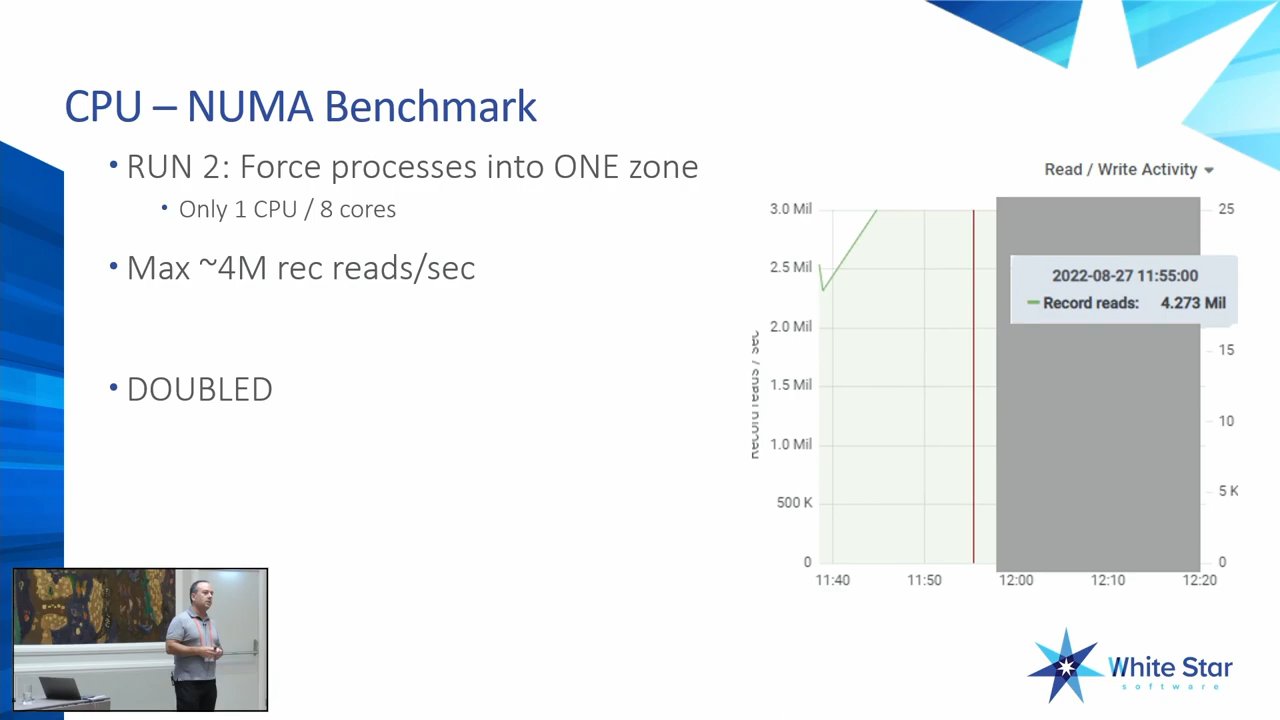 CPU – NUMA Benchmark
• RUN 2: Force processes into ONE zone
• Only 1 CPU / 8 cores
• Max ~4M rec reads/sec
• DOUBLED
Read / Write Activity
3.0 Mil
2.5 Mil
2.0 Mil
1.5 Mil
1.0 Mil
500 K
0
Record reads / sec
25
15
10
5 K
0
2022-08-27 11:55:00
Record reads: 4.273 Mil
11:40 11:50 12:00 12:10 12:20
White Star
software